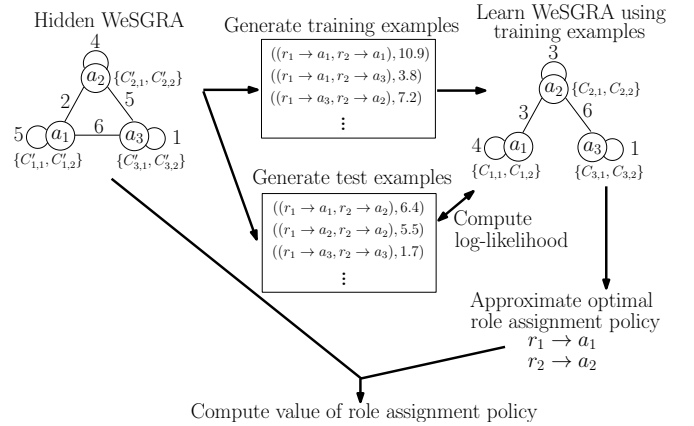 Hidden WeSGRA
4
a₂ {C′₂,₁, C′₂,₂}
2 5
5 a₁ 6 a₃ 1
{C′₁,₁, C′₁,₂} {C′₃,₁, C′₃,₂}
Generate training examples
((r₁ → a₁, r₂ → a₁), 10.9)
((r₁ → a₁, r₂ → a₃), 3.8)
((r₁ → a₃, r₂ → a₂), 7.2)
⋮
Learn WeSGRA using
training examples
3
a₂ {C₂,₁, C₂,₂}
3 6
4 a₁ a₃ 1
{C₁,₁, C₁,₂} {C₃,₁, C₃,₂}
Generate test examples
((r₁ → a₁, r₂ → a₂), 6.4)
((r₁ → a₂, r₂ → a₂), 5.5)
((r₁ → a₃, r₂ → a₃), 1.7)
⋮
Compute
log-likelihood
Approximate optimal
role assignment policy
r₁ → a₁
r₂ → a₂
Compute value of role assignment policy